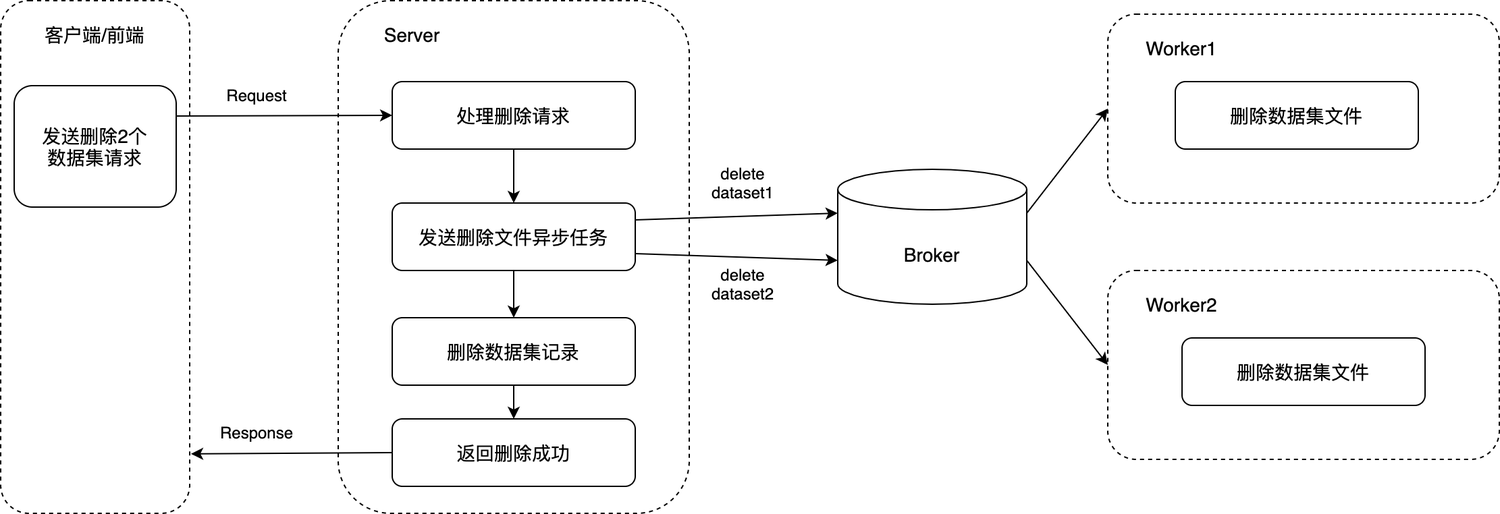 客户端/前端
发送删除2个
数据集请求
Request
Response
Server
处理删除请求
发送删除文件异步任务
删除数据集记录
返回删除成功
delete
dataset1
delete
dataset2
Broker
Worker1
删除数据集文件
Worker2
删除数据集文件